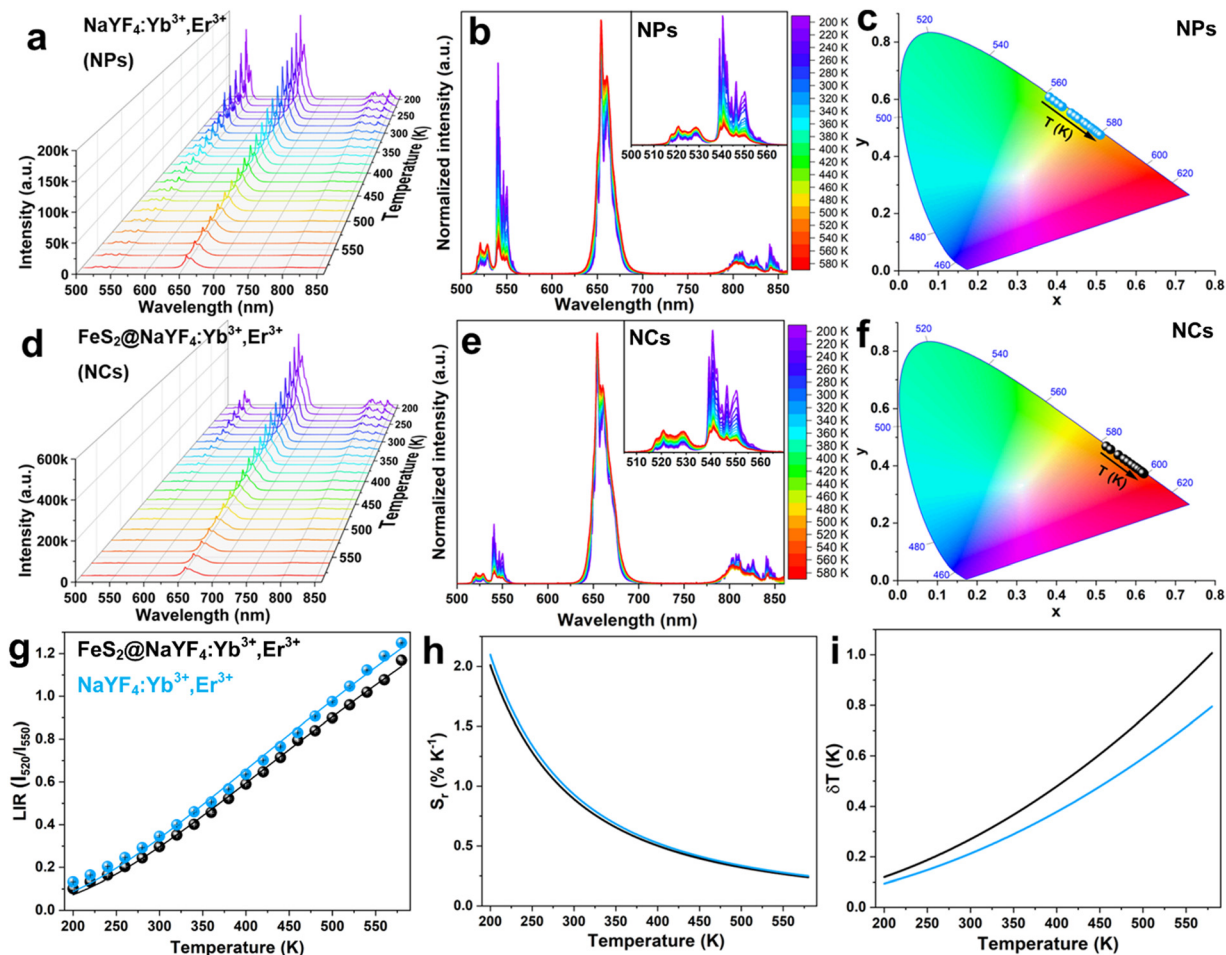 a
NaYF₄:Yb³⁺,Er³⁺
(NPs)
Intensity (a.u.)
200k
150k
100k
50k
0
500 550 600 650 700 750 800 850
Wavelength (nm)
200
250
300
350
400
450
500
550
Temperature (K)
b
Normalized intensity (a.u.)
500 550 600 650 700 750 800 850
Wavelength (nm)
NPs
500 510 520 530 540 550 560
200 K
220 K
240 K
260 K
280 K
300 K
320 K
340 K
360 K
380 K
400 K
420 K
440 K
460 K
480 K
500 K
520 K
540 K
560 K
580 K
c
NPs
0.8
0.6
0.4
0.2
0.0
y
0.0 0.1 0.2 0.3 0.4 0.5 0.6 0.7 0.8
x
520
540
560
580
600
620
500
480
460
T (K)
d
FeS₂@NaYF₄:Yb³⁺,Er³⁺
(NCs)
Intensity (a.u.)
600k
400k
200k
0
500 550 600 650 700 750 800 850
Wavelength (nm)
200
250
300
350
400
450
500
550
Temperature (K)
e
Normalized intensity (a.u.)
500 550 600 650 700 750 800 850
Wavelength (nm)
NCs
510 520 530 540 550 560
200 K
220 K
240 K
260 K
280 K
300 K
320 K
340 K
360 K
380 K
400 K
420 K
440 K
460 K
480 K
500 K
520 K
540 K
560 K
580 K
f
NCs
0.8
0.6
0.4
0.2
0.0
y
0.0 0.1 0.2 0.3 0.4 0.5 0.6 0.7 0.8
x
520
540
560
580
600
620
500
480
460
T (K)
g
FeS₂@NaYF₄:Yb³⁺,Er³⁺
NaYF₄:Yb³⁺,Er³⁺
LIR (I₅₂₀/I₅₅₀)
1.2
1.0
0.8
0.6
0.4
0.2
0.0
200 250 300 350 400 450 500 550
Temperature (K)
h
Sᵣ (% K⁻¹)
2.0
1.5
1.0
0.5
0.0
200 250 300 350 400 450 500 550
Temperature (K)
i
δT (K)
1.0
0.8
0.6
0.4
0.2
0.0
200 250 300 350 400 450 500 550
Temperature (K)